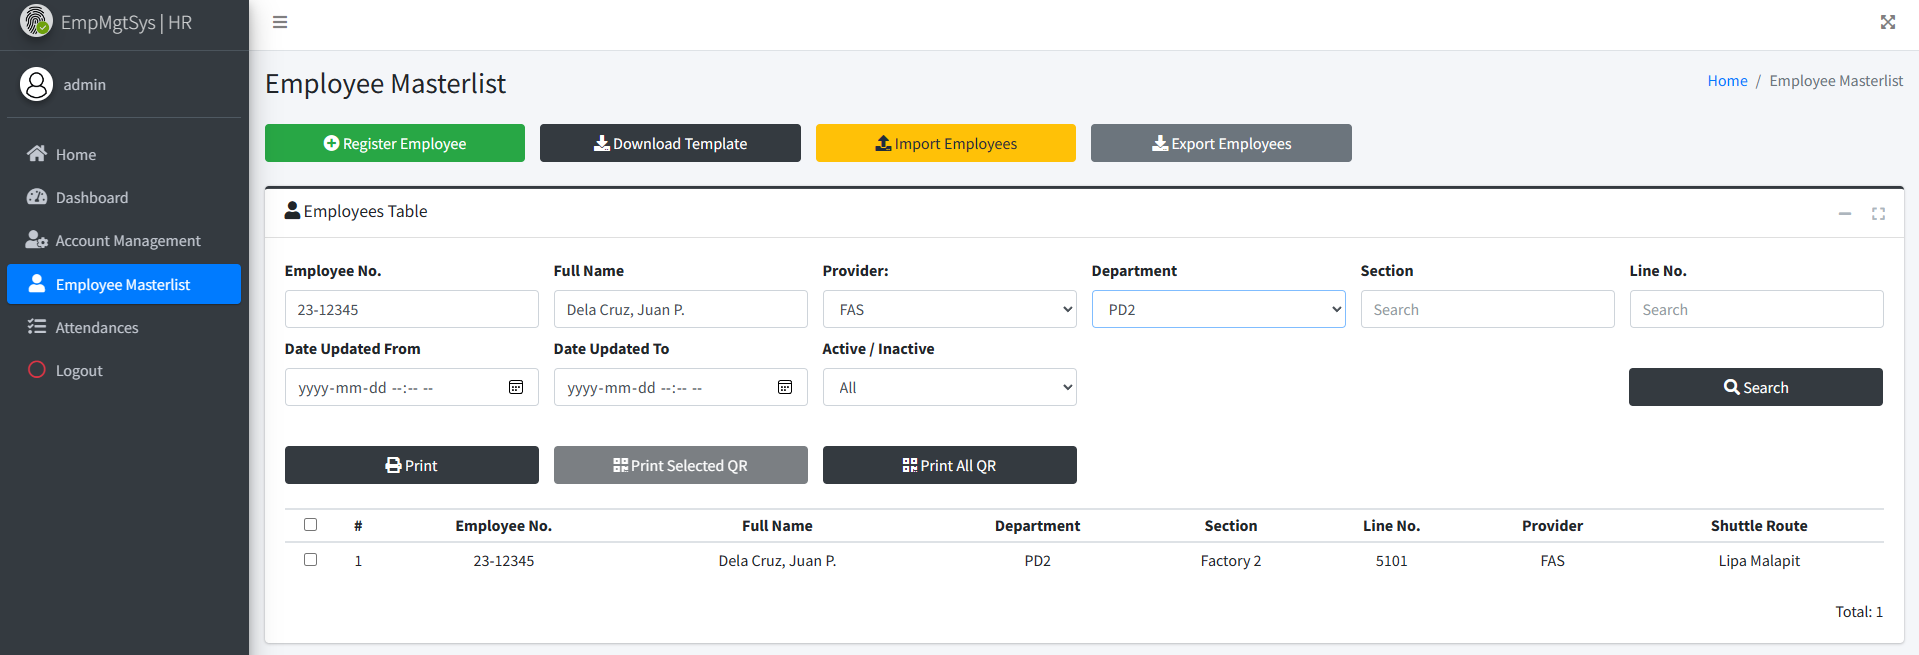 EmpMgtSys | HR
admin
Home
Dashboard
Account Management
Employee Masterlist
Attendances
Logout
Employee Masterlist
Home / Employee Masterlist
Register Employee
Download Template
Import Employees
Export Employees
Employees Table
Employee No.
Full Name
Provider:
Department
Section
Line No.
23-12345
Dela Cruz, Juan P.
FAS
PD2
Search
Search
Date Updated From
Date Updated To
Active / Inactive
yyyy-mm-dd --:-- --
yyyy-mm-dd --:-- --
All
Search
Print
Print Selected QR
Print All QR
# Employee No. Full Name Department Section Line No. Provider Shuttle Route
1 23-12345 Dela Cruz, Juan P. PD2 Factory 2 5101 FAS Lipa Malapit
Total: 1